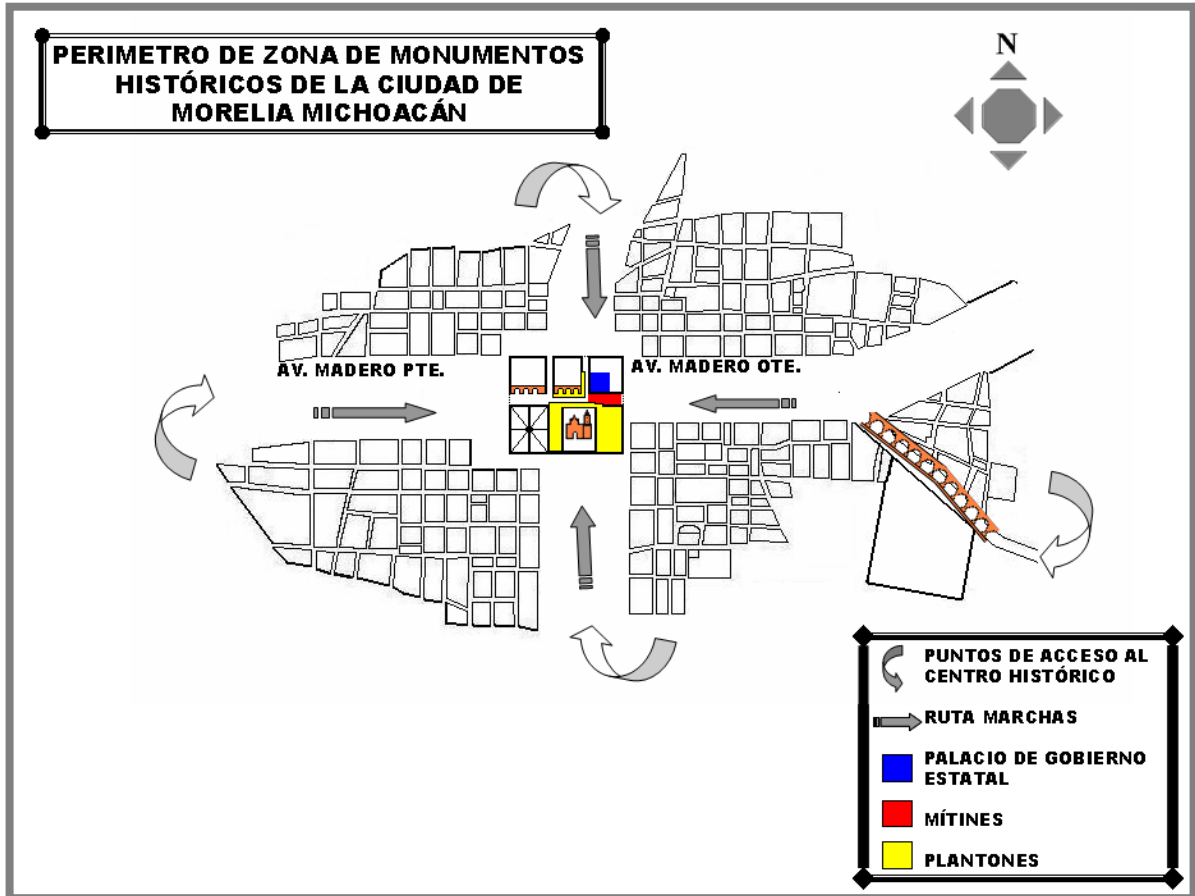 PERIMETRO DE ZONA DE MONUMENTOS
HISTÓRICOS DE LA CIUDAD DE
MORELIA MICHOACÁN
N
AV. MADERO PTE.
AV. MADERO OTE.
PUNTOS DE ACCESO AL
CENTRO HISTÓRICO
RUTA MARCHAS
PALACIO DE GOBIERNO
ESTATAL
MÍTINES
PLANTONES